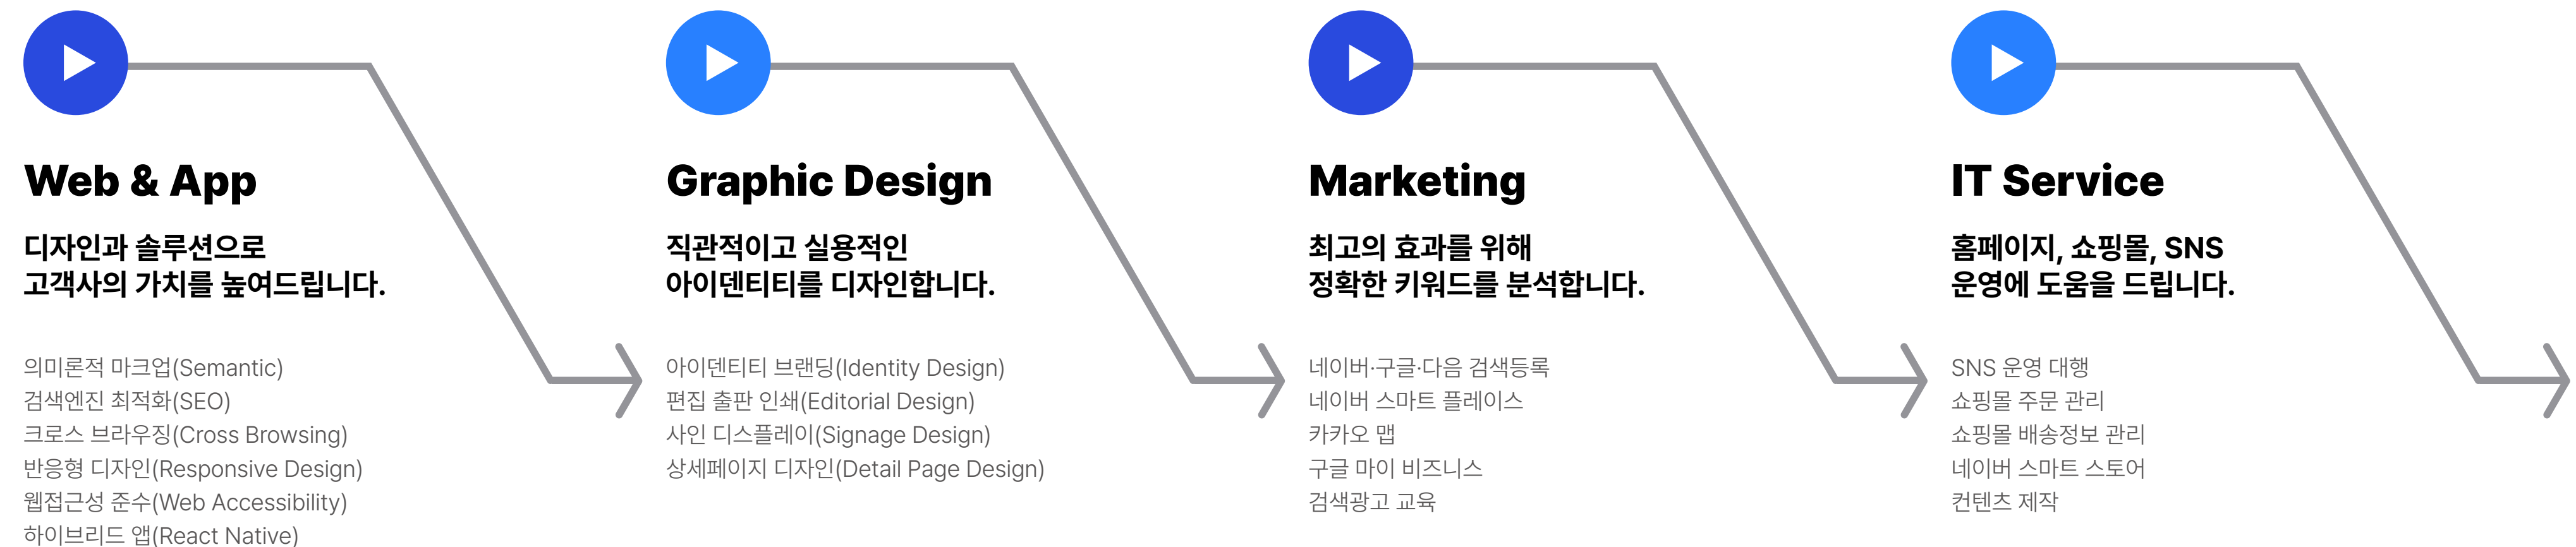 Web & App
디자인과 솔루션으로
고객사의 가치를 높여드립니다.
의미론적 마크업(Semantic)
검색엔진 최적화(SEO)
크로스 브라우징(Cross Browsing)
반응형 디자인(Responsive Design)
웹접근성 준수(Web Accessibility)
하이브리드 앱(React Native)
Graphic Design
직관적이고 실용적인
아이덴티티를 디자인합니다.
아이덴티티 브랜딩(Identity Design)
편집 출판 인쇄(Editorial Design)
사인 디스플레이(Signage Design)
상세페이지 디자인(Detail Page Design)
Marketing
최고의 효과를 위해
정확한 키워드를 분석합니다.
네이버·구글·다음 검색등록
네이버 스마트 플레이스
카카오 맵
구글 마이 비즈니스
검색광고 교육
IT Service
홈페이지, 쇼핑몰, SNS
운영에 도움을 드립니다.
SNS 운영 대행
쇼핑몰 주문 관리
쇼핑몰 배송정보 관리
네이버 스마트 스토어
컨텐츠 제작